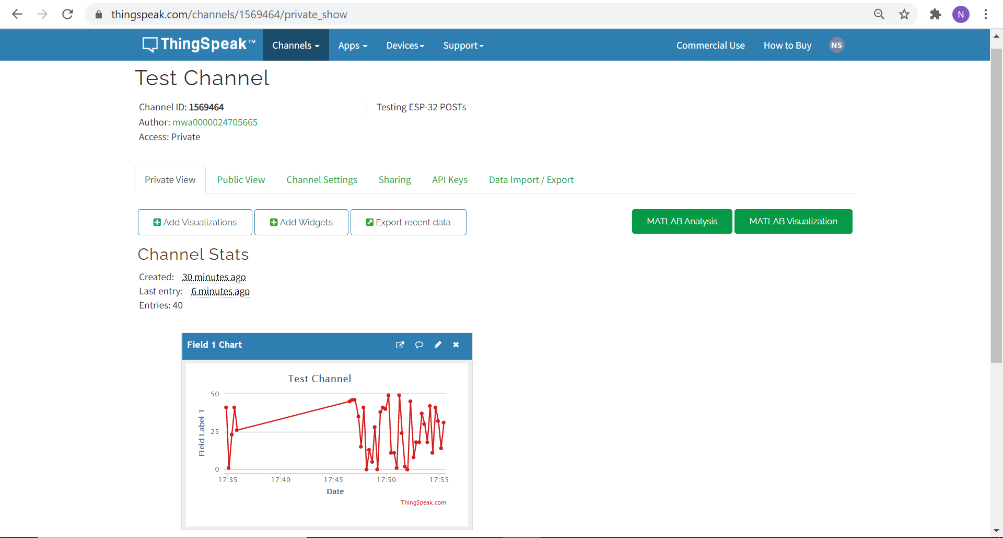 thingspeak.com/channels/1569464/private_show
N
ThingSpeak™ Channels Apps Devices Support Commercial Use How to Buy NS
Test Channel
Channel ID: 1569464 Testing ESP-32 POSTs
Author: mwa0000024705665
Access: Private
Private View Public View Channel Settings Sharing API Keys Data Import / Export
Add Visualizations Add Widgets Export recent data MATLAB Analysis MATLAB Visualization
Channel Stats
Created: 30 minutes ago
Last entry: 6 minutes ago
Entries: 40
Field 1 Chart
Test Channel
Field Label 1
50
25
0
17:35 17:40 17:45 17:50 17:55
Date
ThingSpeak.com